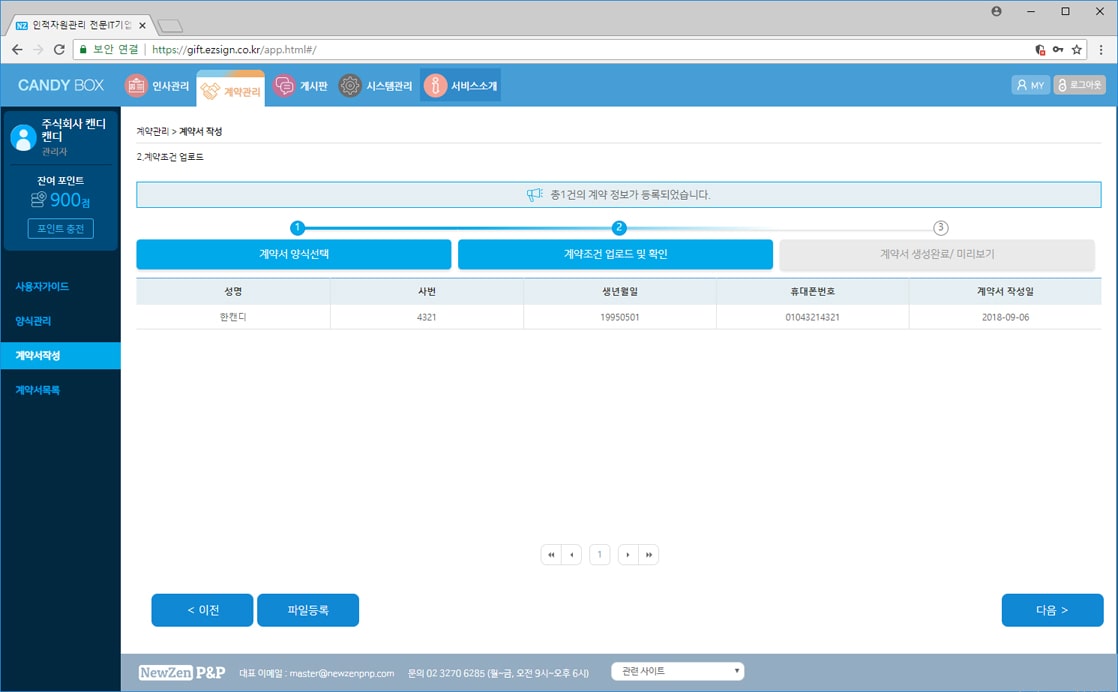 인적자원관리 전문IT기업
보안 연결 | https://gift.ezsign.co.kr/app.html#/
CANDY BOX
인사관리
계약관리
게시판
시스템관리
서비스소개
MY
로그아웃
주식회사 캔디
캔디
관리자
잔여 포인트
900점
포인트 충전
사용자가이드
양식관리
계약서작성
계약서목록
계약관리 > 계약서 작성
2.계약조건 업로드
총1건의 계약 정보가 등록되었습니다.
1 2 3
계약서 양식선택
계약조건 업로드 및 확인
계약서 생성완료/ 미리보기
성명 사번 생년월일 휴대폰번호 계약서 작성일
한캔디 4321 19950501 01043214321 2018-09-06
1
< 이전
파일등록
다음 >
NewZen P&P
대표 이메일 : master@newzenpnp.com 문의 02 3270 6285 (월~금, 오전 9시~오후 6시)
관련 사이트